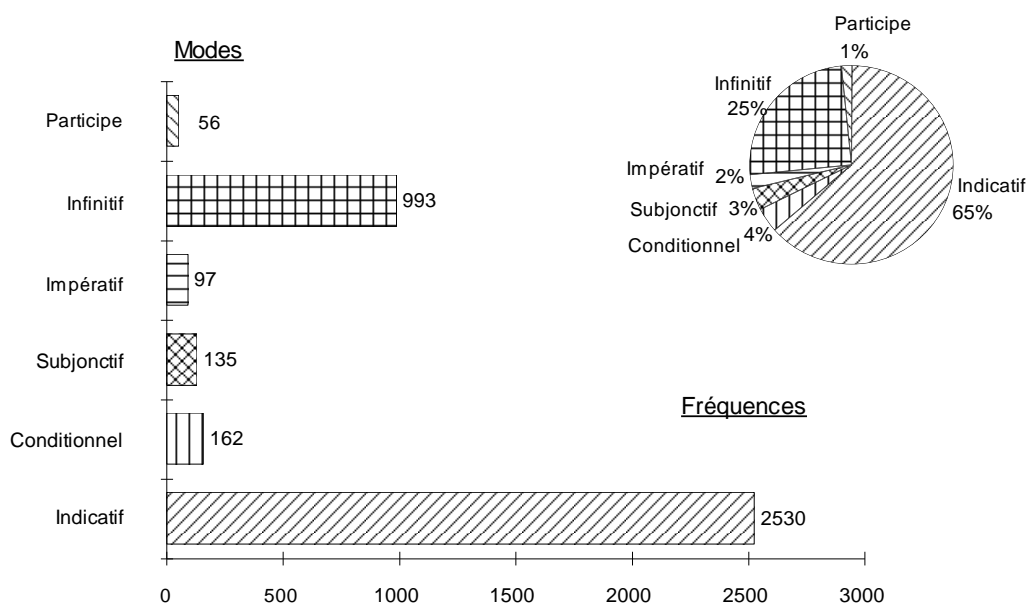 Modes
Participe 56
Infinitif 993
Impératif 97
Subjonctif 135
Conditionnel 162
Indicatif 2530
0 500 1000 1500 2000 2500 3000
Fréquences
Participe
1%
Infinitif
25%
Impératif
2%
Subjonctif 3%
Conditionnel 4%
Indicatif
65%